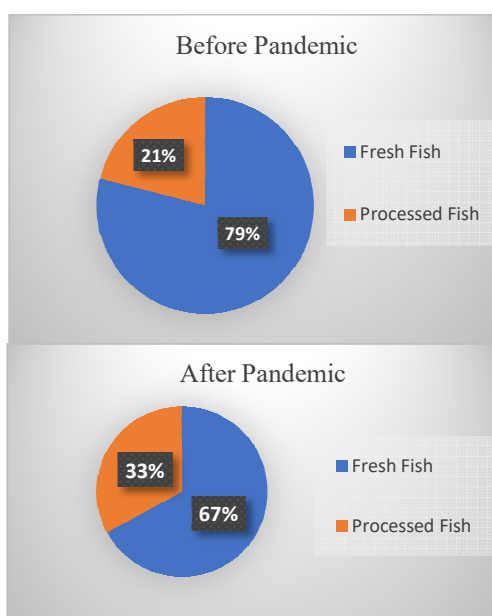 Before Pandemic
21%
Fresh Fish
Processed Fish
79%
After Pandemic
33%
Fresh Fish
67%
Processed Fish